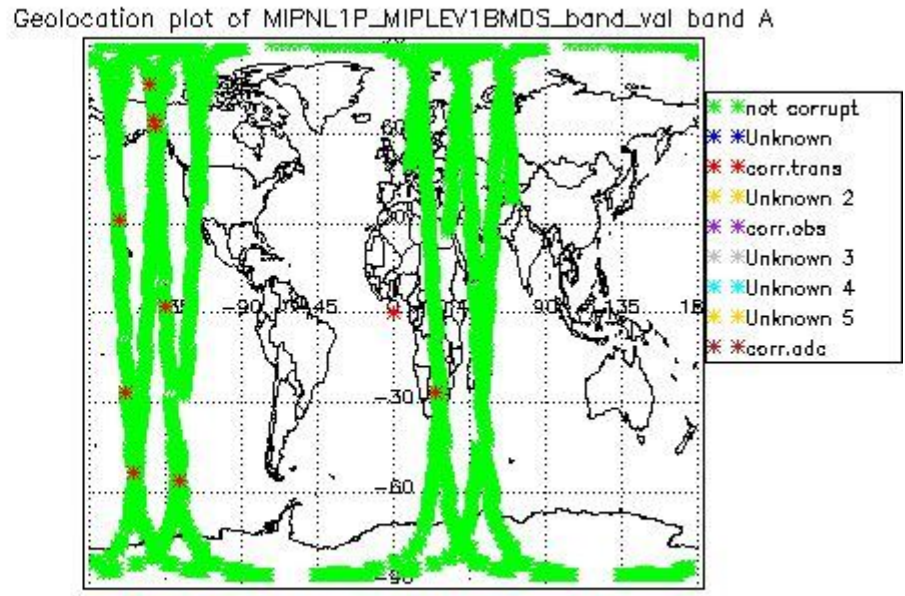 Geolocation plot of MIPNL1P_MIPLEV1BMDS_band_val band A
not corrupt
Unknown
corr.trans
Unknown 2
corr.obs
Unknown 3
Unknown 4
Unknown 5
corr.adc
-90
-45
90
-30
-60
-90